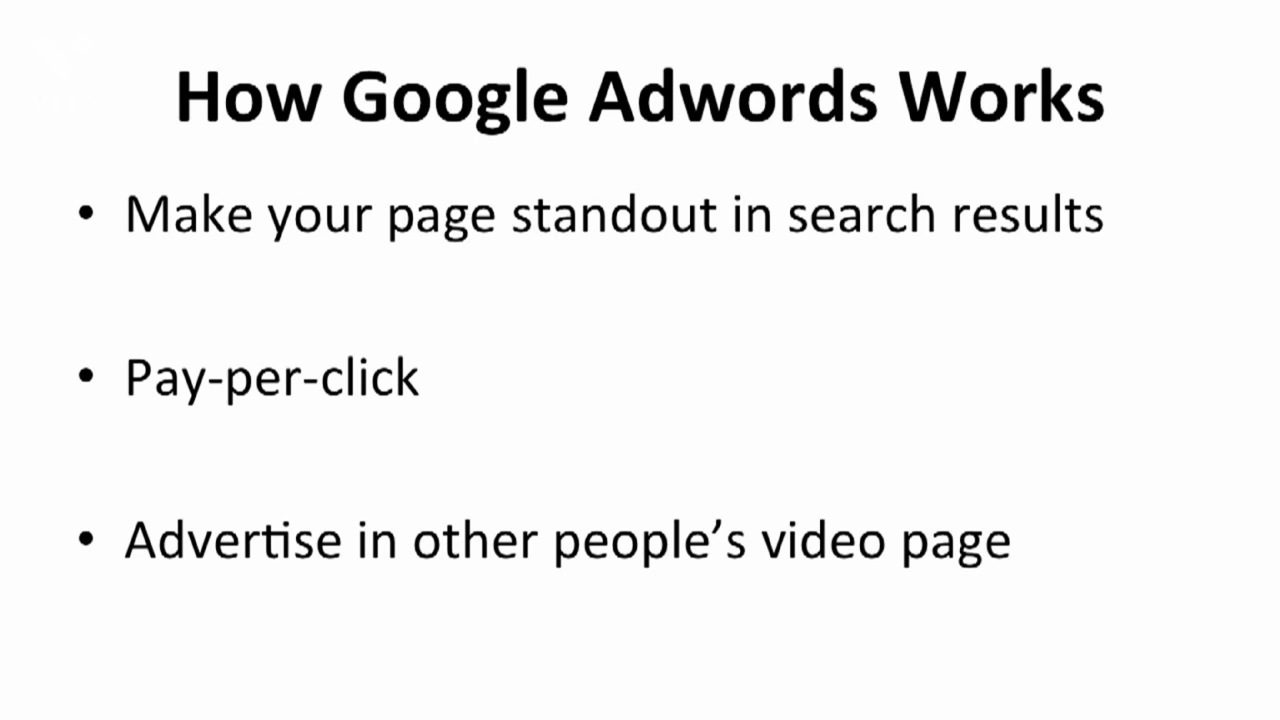 How Google Adwords Works
• Make your page standout in search results
• Pay-per-click
• Advertise in other people’s video page